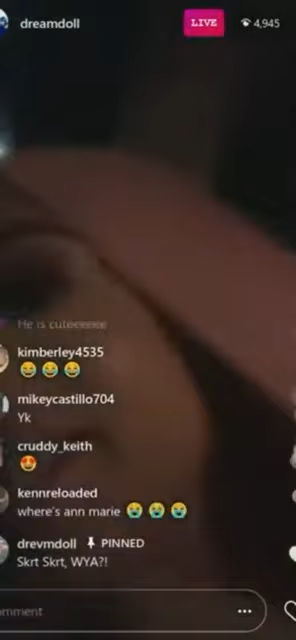 dreamdoll
LIVE
4,945
He is cuteeeeee
kimberley4535
😂 😂 😂
mikeycastillo704
Yk
cruddy_keith
😍
kennreloaded
where's ann marie 😭 😭 😭
drevmdoll PINNED
Skrt Skrt, WYA?!
omment